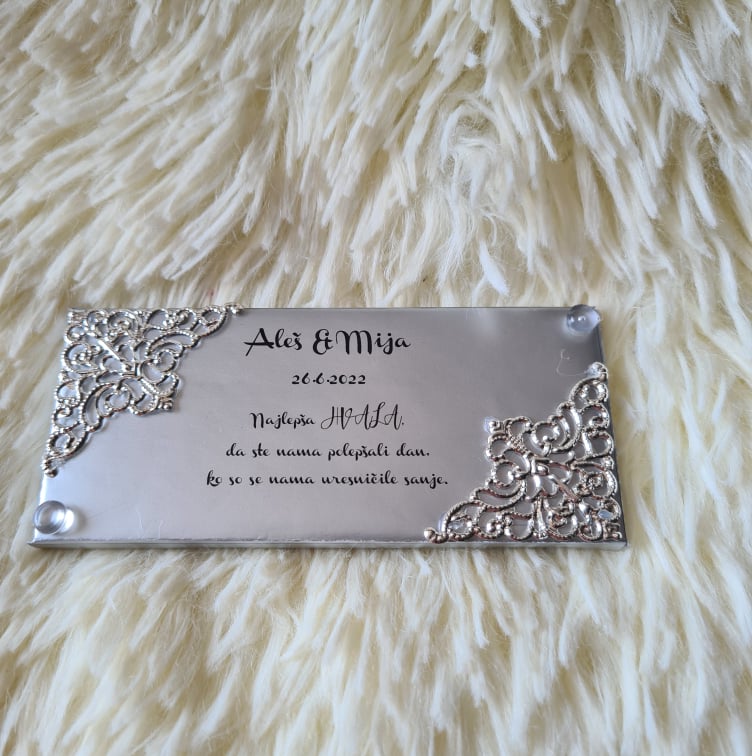 Aleš & Mija
26.6.2022
Najlepša HVALA,
da ste nama polepšali dan,
ko so se nama uresničile sanje.